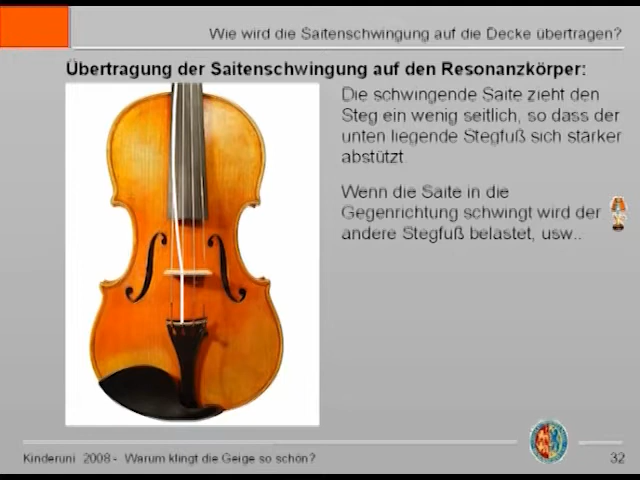 Wie wird die Saitenschwingung auf die Decke übertragen?
Übertragung der Saitenschwingung auf den Resonanzkörper:
Die schwingende Saite zieht den
Steg ein wenig seitlich, so dass der
unten liegende Stegfuß sich stärker
abstützt
Wenn die Saite in die
Gegenrichtung schwingt wird der
andere Stegfuß belastet, usw..
Kinderuni 2008 - Warum klingt die Geige so schön?
32